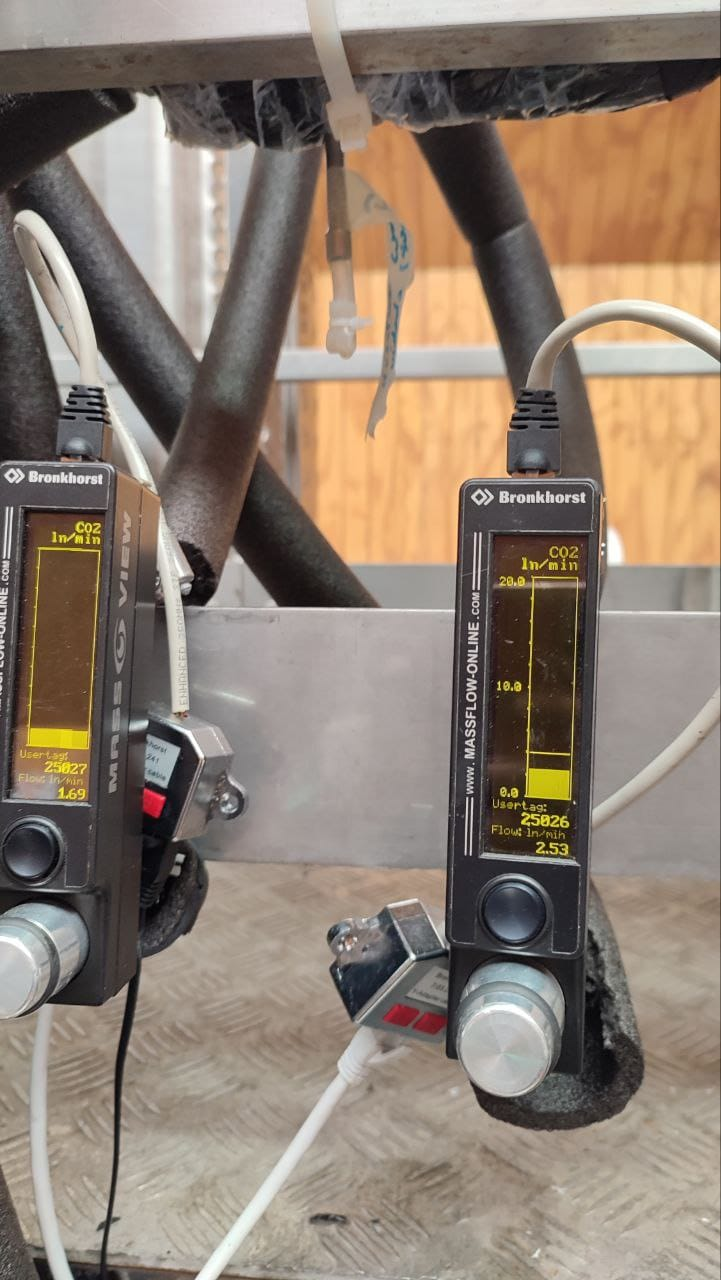 Bronkhorst
CO2
ln/min
Usertag:
25027
Flow: ln/min
1.69
MASS VIEW
MASSFLOW-ONLINE.COM
ENHANCED
Bronkhorst
CO2
ln/min
20.0
10.0
0.0
Usertag:
25026
Flow: ln/min
2.53
www.MASSFLOW-ONLINE.COM